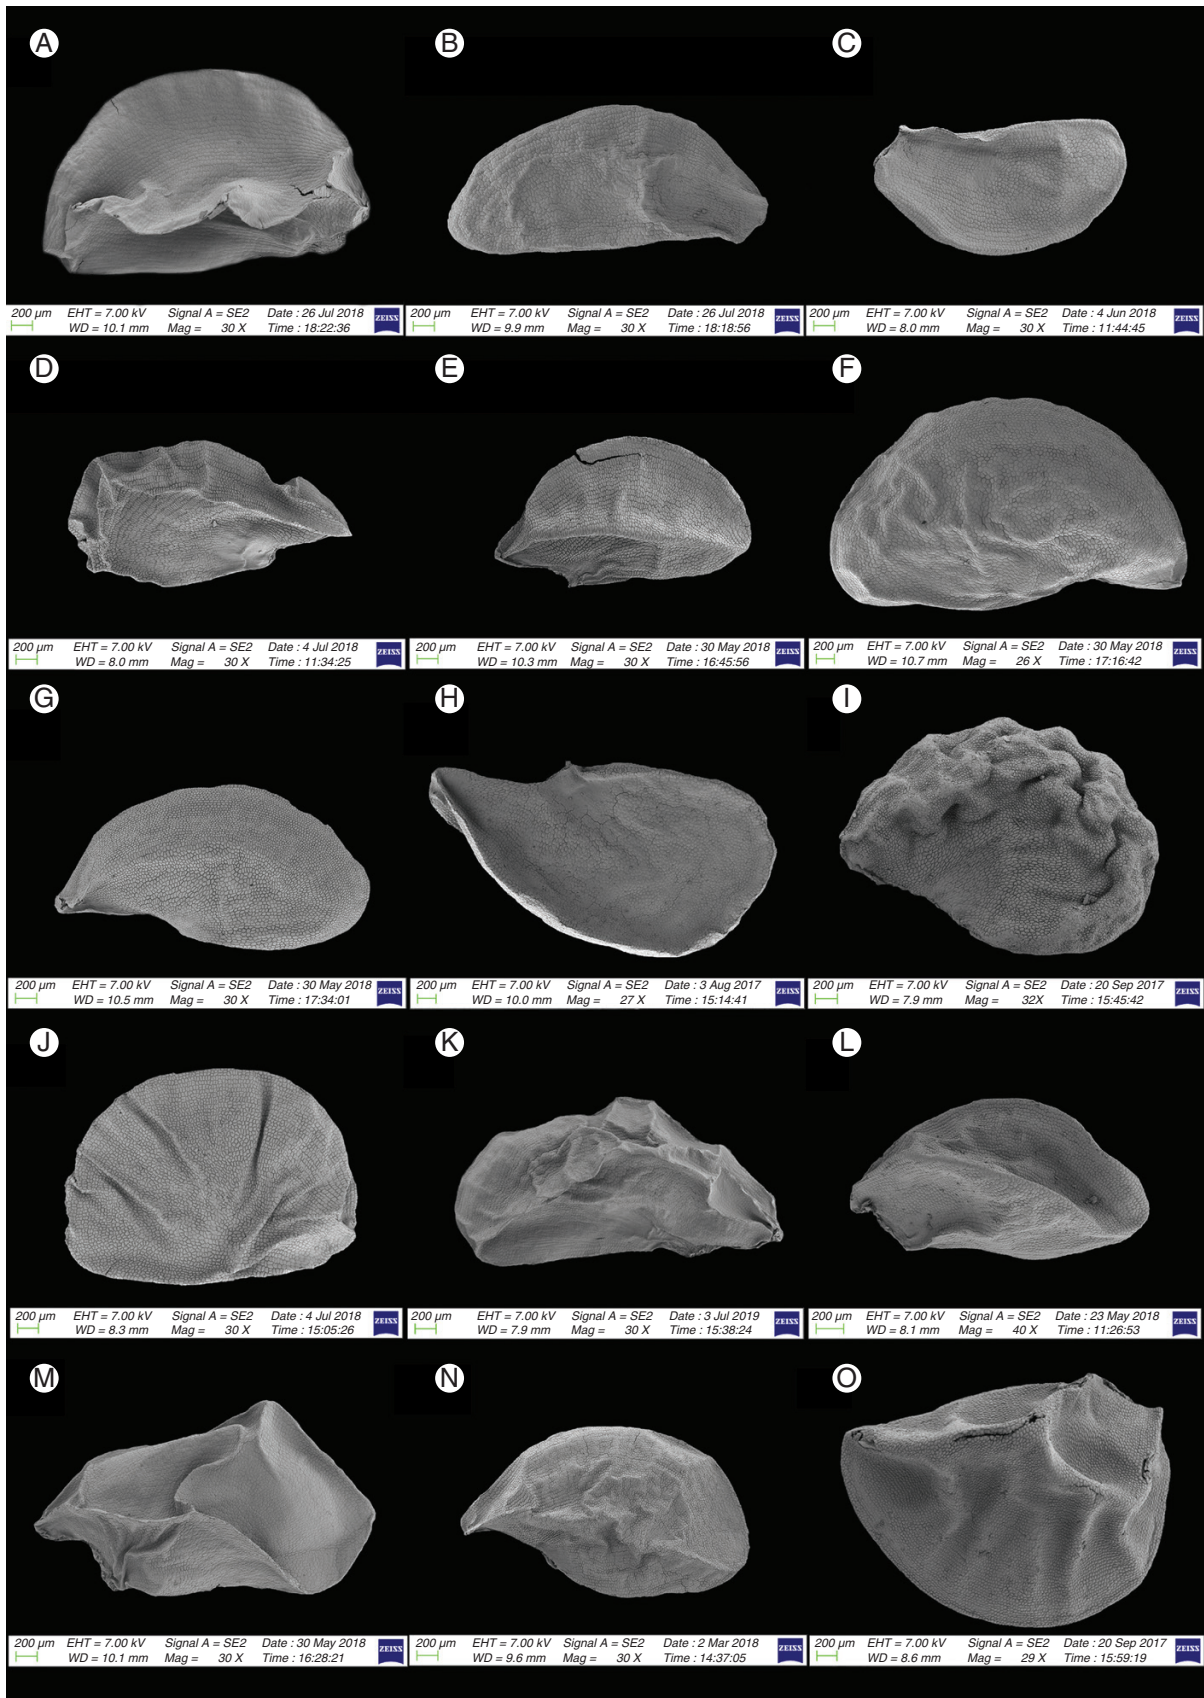 A
B
C
200 µm EHT = 7.00 kV Signal A = SE2 Date : 26 Jul 2018 ZEISS
WD = 10.1 mm Mag = 30 X Time : 18:22:36
200 µm EHT = 7.00 kV Signal A = SE2 Date : 26 Jul 2018 ZEISS
WD = 9.9 mm Mag = 30 X Time : 18:18:56
200 µm EHT = 7.00 kV Signal A = SE2 Date : 4 Jun 2018 ZEISS
WD = 8.0 mm Mag = 30 X Time : 11:44:45
D
E
F
200 µm EHT = 7.00 kV Signal A = SE2 Date : 4 Jul 2018 ZEISS
WD = 8.0 mm Mag = 30 X Time : 11:34:25
200 µm EHT = 7.00 kV Signal A = SE2 Date : 30 May 2018 ZEISS
WD = 10.3 mm Mag = 30 X Time : 16:45:56
200 µm EHT = 7.00 kV Signal A = SE2 Date : 30 May 2018 ZEISS
WD = 10.7 mm Mag = 26 X Time : 17:16:42
G
H
I
200 µm EHT = 7.00 kV Signal A = SE2 Date : 30 May 2018 ZEISS
WD = 10.5 mm Mag = 30 X Time : 17:34:01
200 µm EHT = 7.00 kV Signal A = SE2 Date : 3 Aug 2017 ZEISS
WD = 10.0 mm Mag = 27 X Time : 15:14:41
200 µm EHT = 7.00 kV Signal A = SE2 Date : 20 Sep 2017 ZEISS
WD = 7.9 mm Mag = 32X Time : 15:45:42
J
K
L
200 µm EHT = 7.00 kV Signal A = SE2 Date : 4 Jul 2018 ZEISS
WD = 8.3 mm Mag = 30 X Time : 15:05:26
200 µm EHT = 7.00 kV Signal A = SE2 Date : 3 Jul 2019 ZEISS
WD = 7.9 mm Mag = 30 X Time : 15:38:24
200 µm EHT = 7.00 kV Signal A = SE2 Date : 23 May 2018 ZEISS
WD = 8.1 mm Mag = 40 X Time : 11:26:53
M
N
O
200 µm EHT = 7.00 kV Signal A = SE2 Date : 30 May 2018 ZEISS
WD = 10.1 mm Mag = 30 X Time : 16:28:21
200 µm EHT = 7.00 kV Signal A = SE2 Date : 2 Mar 2018 ZEISS
WD = 9.6 mm Mag = 30 X Time : 14:37:05
200 µm EHT = 7.00 kV Signal A = SE2 Date : 20 Sep 2017 ZEISS
WD = 8.6 mm Mag = 29 X Time : 15:59:19